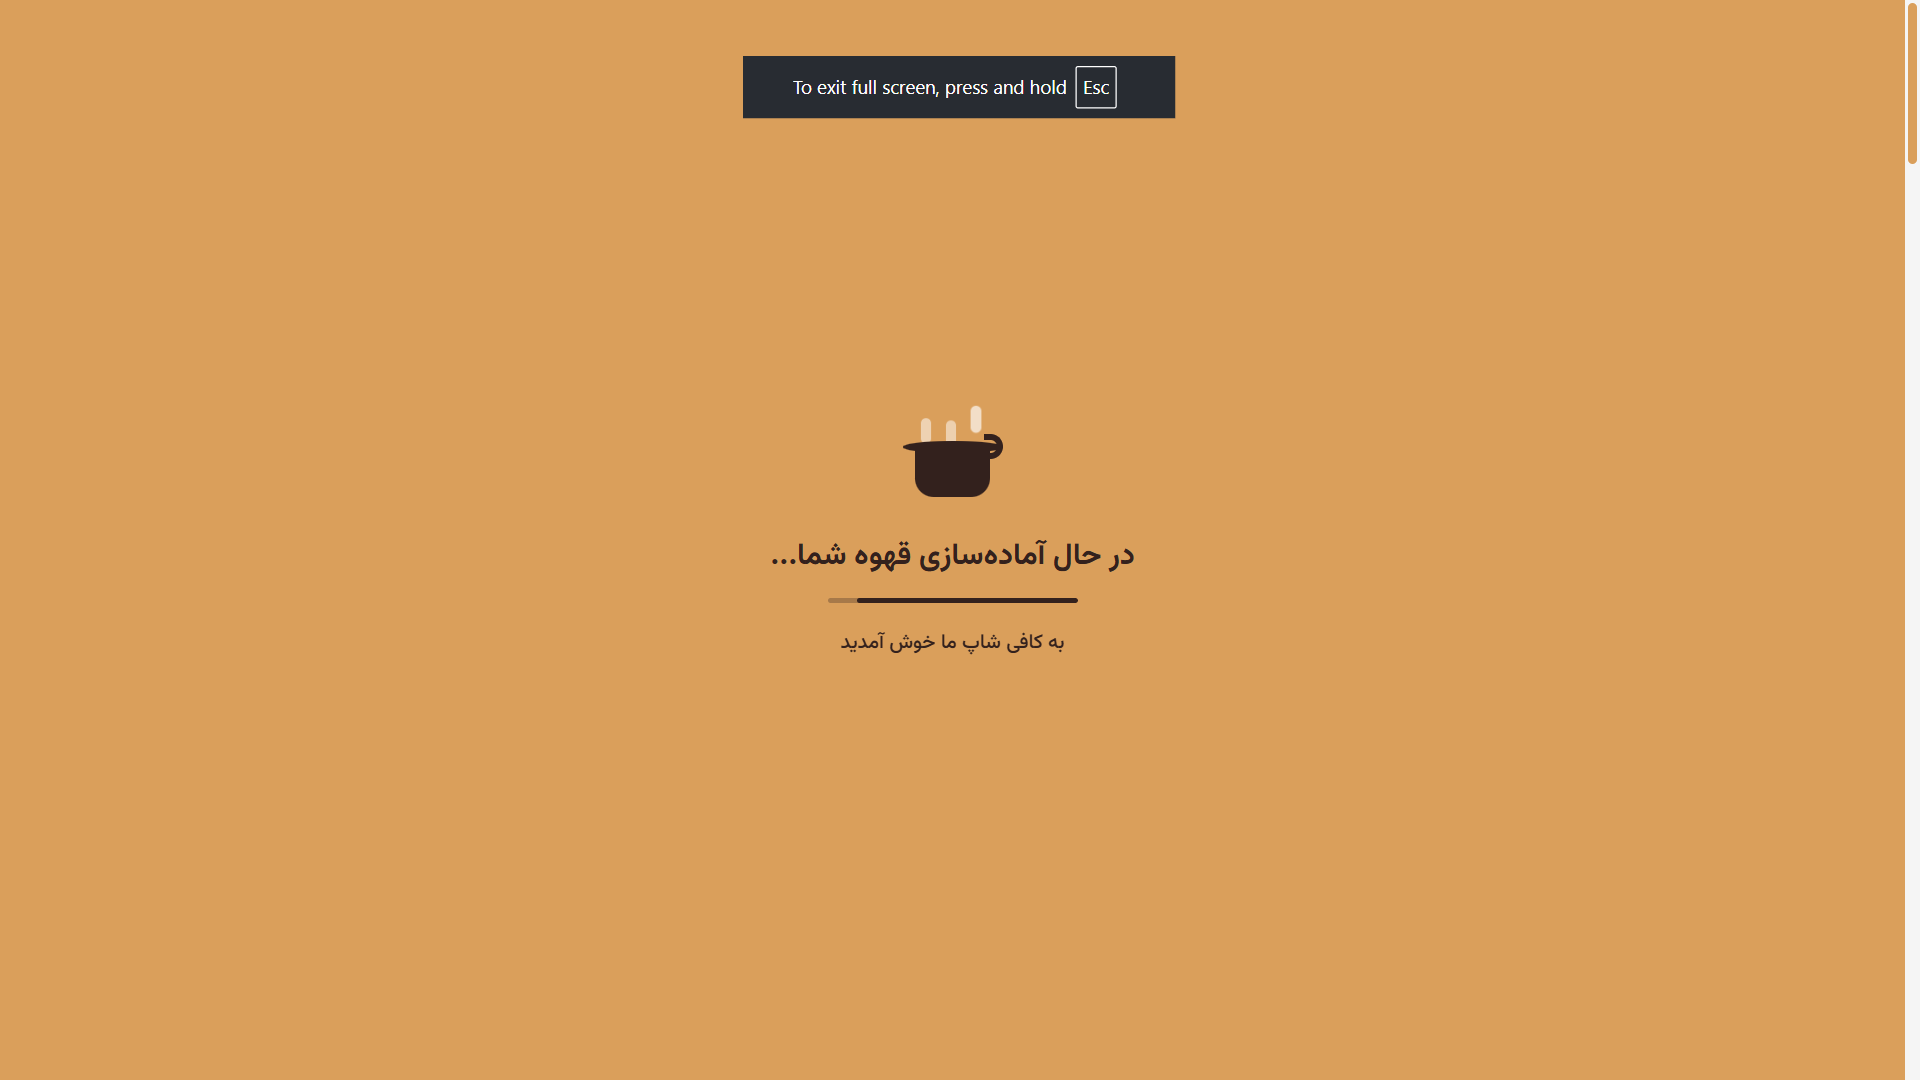 To exit full screen, press and hold Esc
در حال آماده‌سازی قهوه شما...
به کافی شاپ ما خوش آمدید